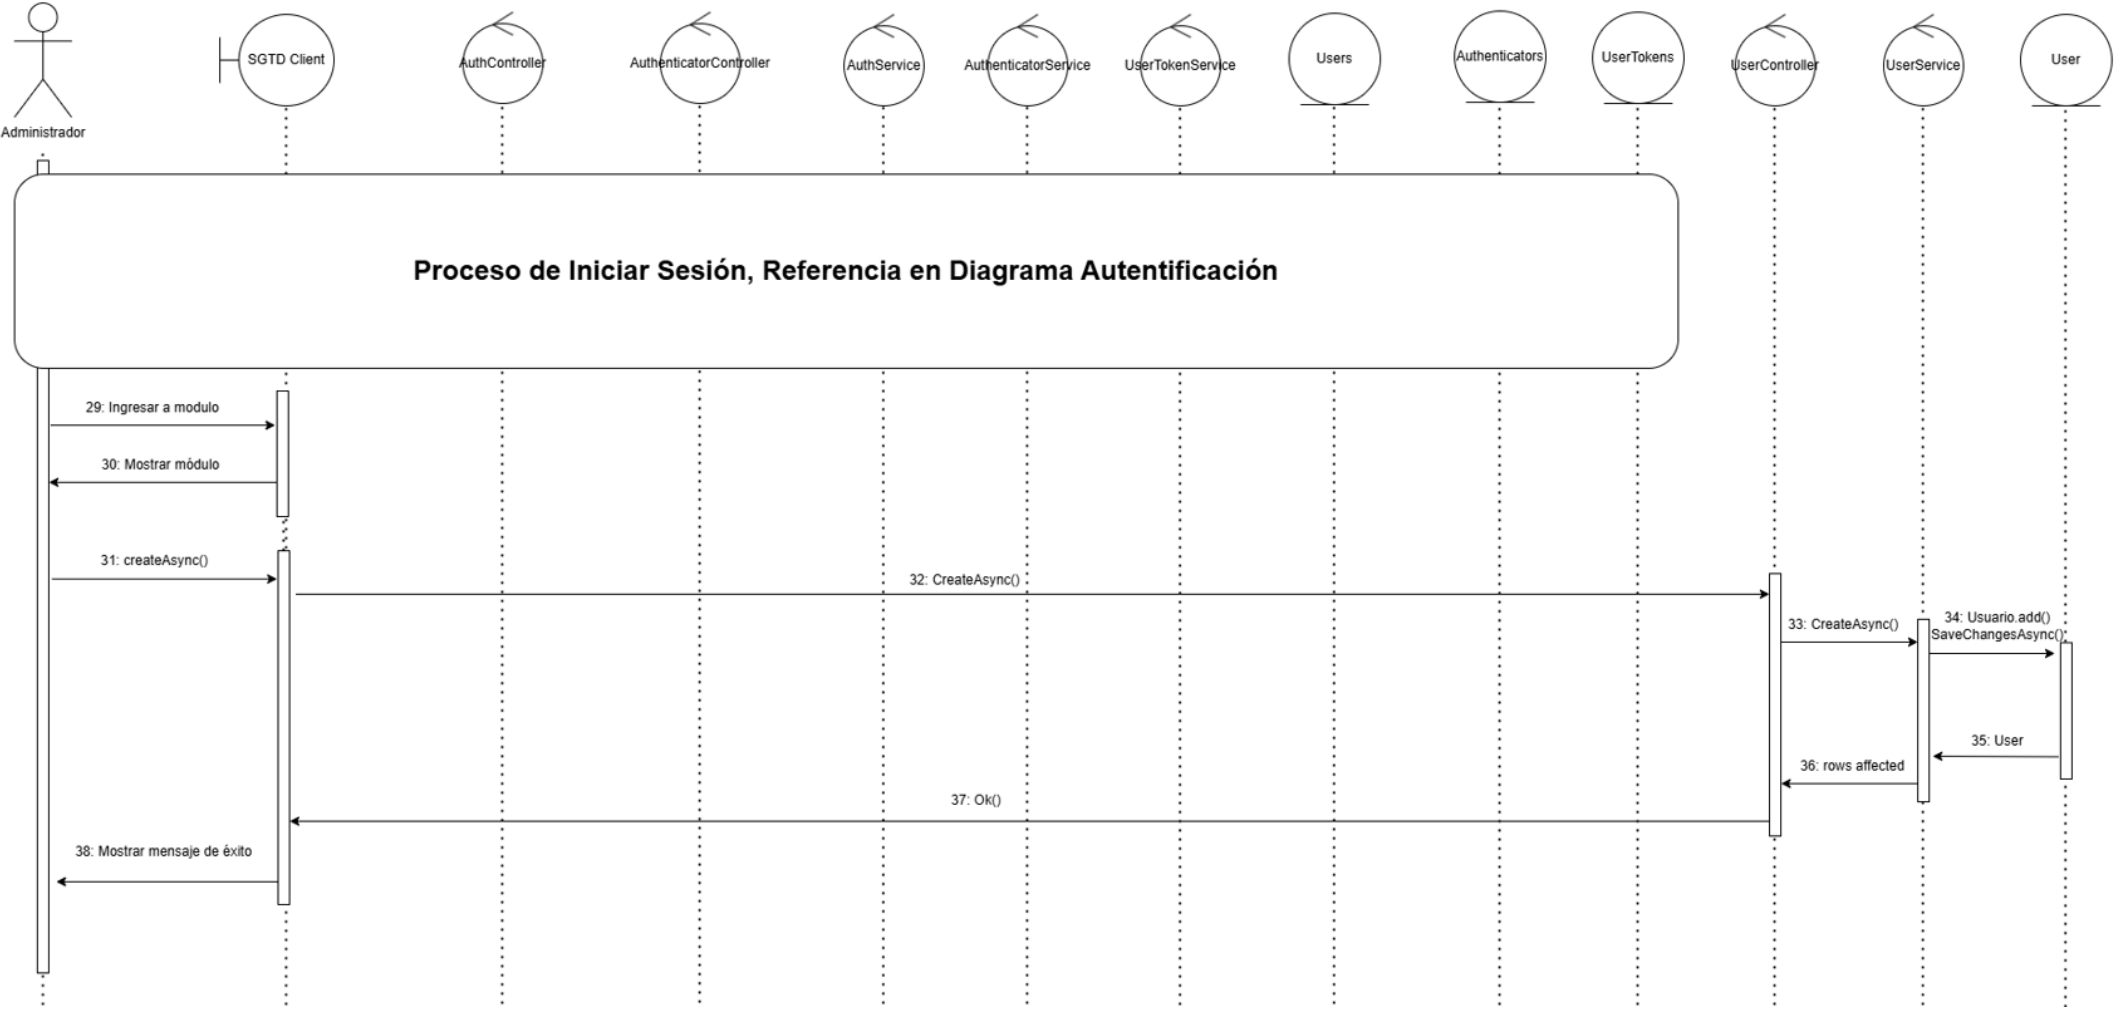 SGTD Client
AuthController
AuthenticatorController
AuthService
AuthenticatorService
UserTokenService
Users
Authenticators
UserTokens
UserController
UserService
User
Administrador
Proceso de Iniciar Sesión, Referencia en Diagrama Autentificación
29: Ingresar a modulo
30: Mostrar módulo
31: createAsync()
32: CreateAsync()
33: CreateAsync()
34: Usuario.add()
SaveChangesAsync()
35: User
36: rows affected
37: Ok()
38: Mostrar mensaje de éxito